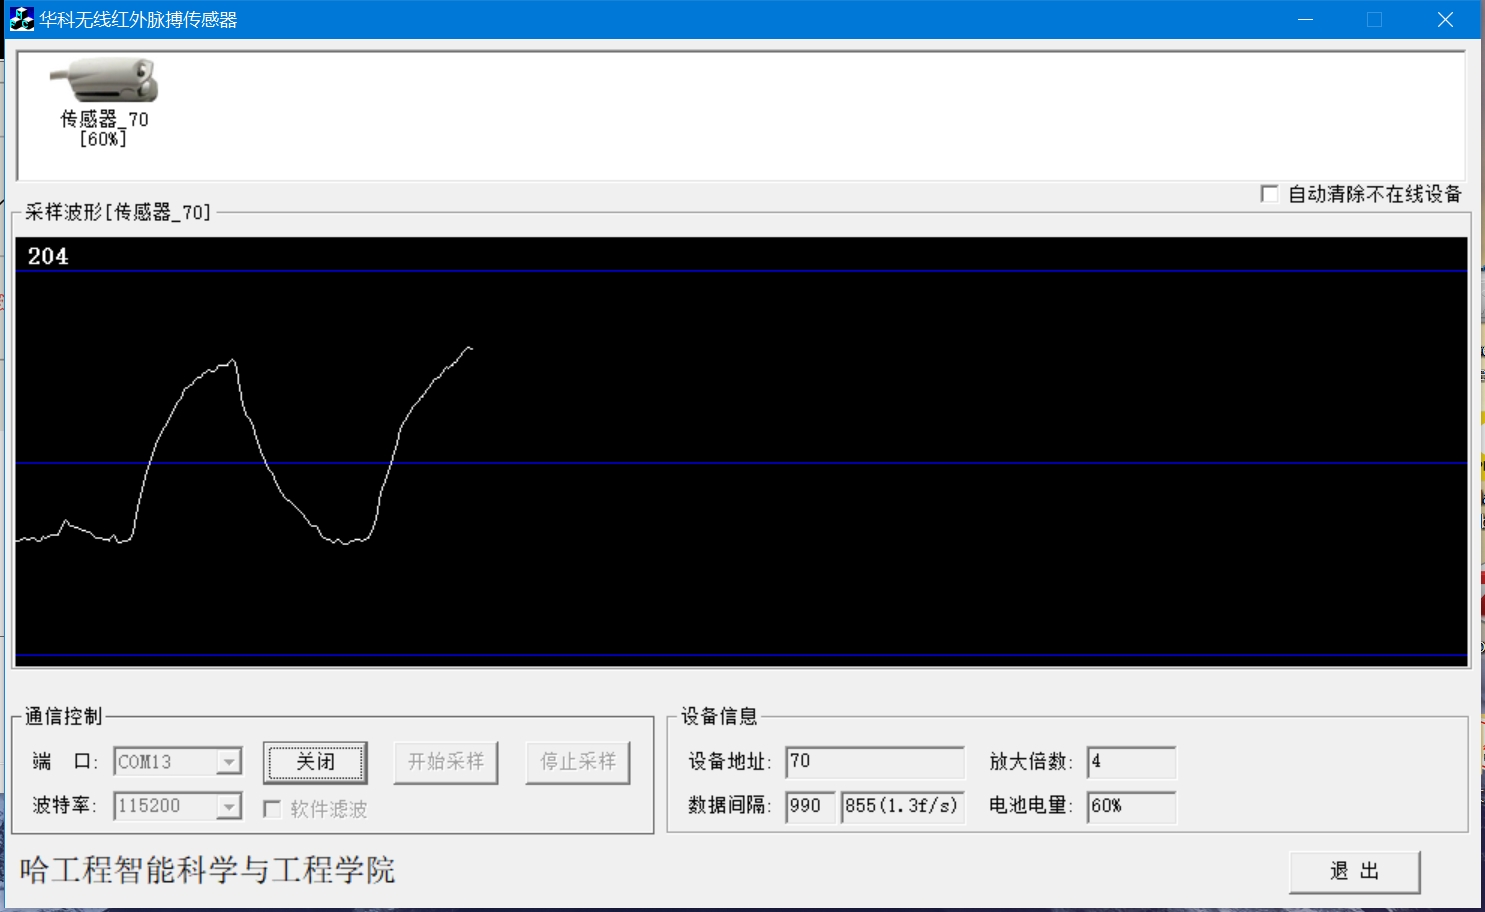 华科无线红外脉搏传感器
传感器_70
[60%]
自动清除不在线设备
采样波形[传感器_70]
204
通信控制
端 口: COM13 关闭 开始采样 停止采样
波特率: 115200 软件滤波
设备信息
设备地址: 70 放大倍数: 4
数据间隔: 990 855(1.3f/s) 电池电量: 60%
哈工程智能科学与工程学院
退 出